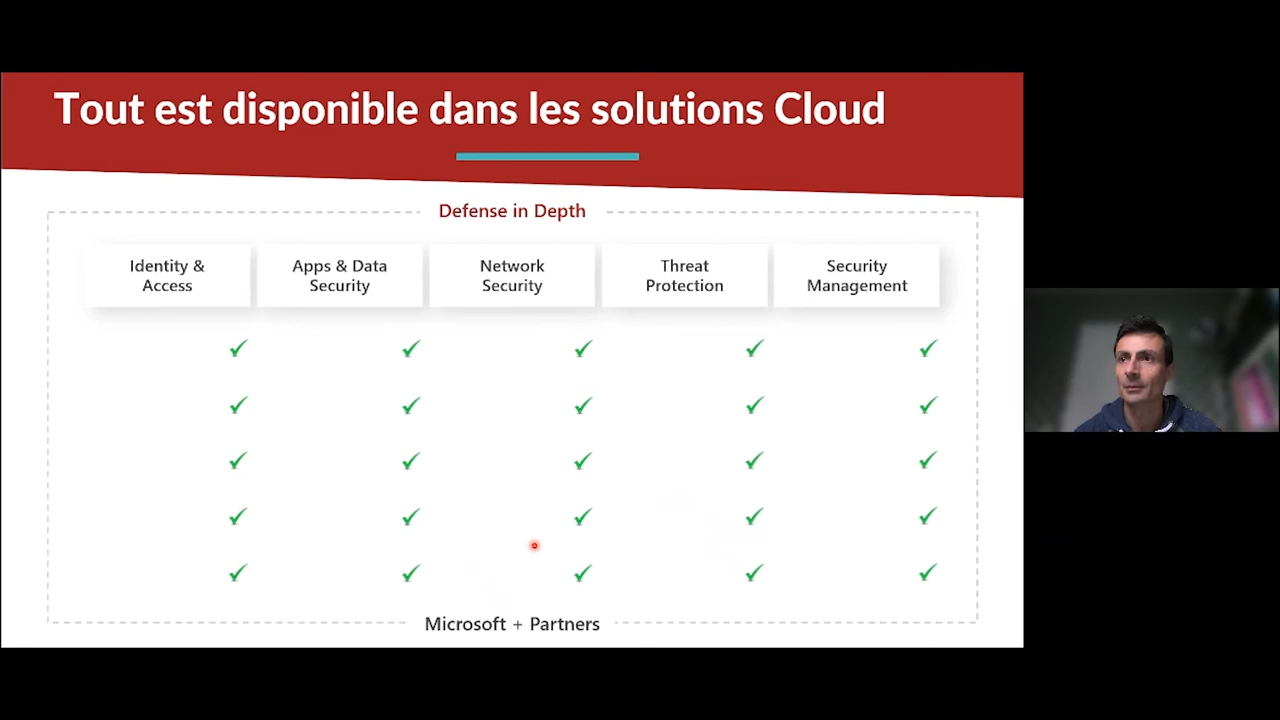 Tout est disponible dans les solutions Cloud
Defense in Depth
Identity &
Access
Apps & Data
Security
Network
Security
Threat
Protection
Security
Management
Microsoft + Partners